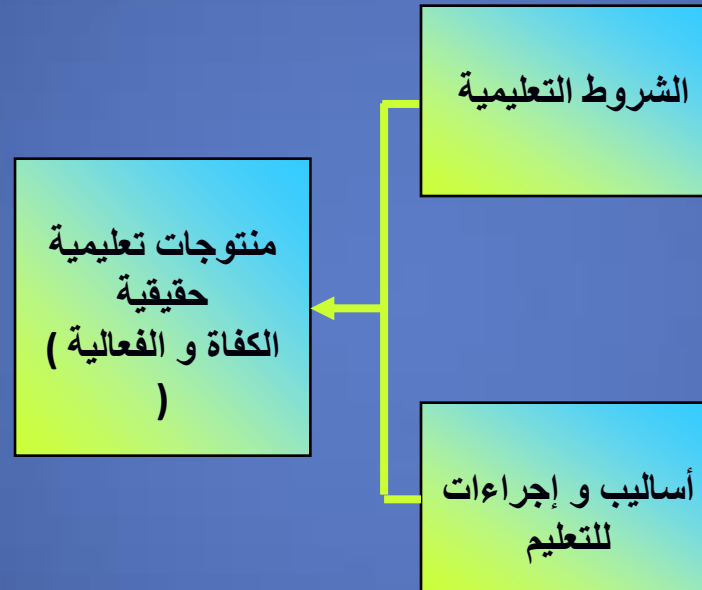 الشروط التعليمية
منتوجات تعليمية
حقيقية
الكفاة و الفعالية )
(
أساليب و إجراءات
للتعليم